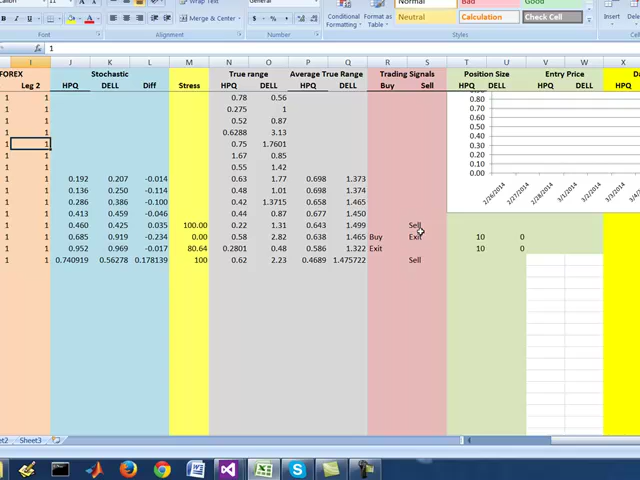 Wrap Text
Normal
Bad
Good
Merge & Center
Conditional Formatting
Format as Table
Neutral
Calculation
Check Cell
Insert
Font
Alignment
Number
Styles
1
I J K L M N O P Q R S T U V W X
FOREX Stochastic True range Average True Range Trading Signals Position Size Entry Price
Leg 2 HPQ DELL Diff Stress HPQ DELL HPQ DELL Buy Sell HPQ DELL HPQ DELL HPQ
1 1 0.78 0.56
1 1 0.275 1
1 1 0.52 0.87
1 1 0.6288 3.13
1 1 0.75 1.7601
1 1 1.67 0.85
1 1 0.55 1.42
1 1 0.192 0.207 -0.014 0.63 1.77 0.698 1.373
1 1 0.136 0.250 -0.114 0.48 1.01 0.698 1.374
1 1 0.286 0.386 -0.100 0.42 1.3715 0.658 1.465
1 1 0.413 0.459 -0.046 0.44 0.87 0.677 1.450
1 1 0.460 0.425 0.035 100.00 0.22 1.31 0.643 1.499 Sell
1 1 0.685 0.919 -0.234 0.00 0.58 2.82 0.638 1.465 Buy Exit 10 0
1 1 0.952 0.969 -0.017 80.64 0.2801 0.48 0.586 1.322 Exit 10 0
1 1 0.740919 0.56278 0.178139 100 0.62 2.23 0.4689 1.475722 Sell
0.80
0.70
0.60
0.50
0.40
0.30
0.20
0.10
0.00
2/26/2014 2/27/2014 2/28/2014 3/1/2014 3/2/2014 3/3/2014
Sheet3